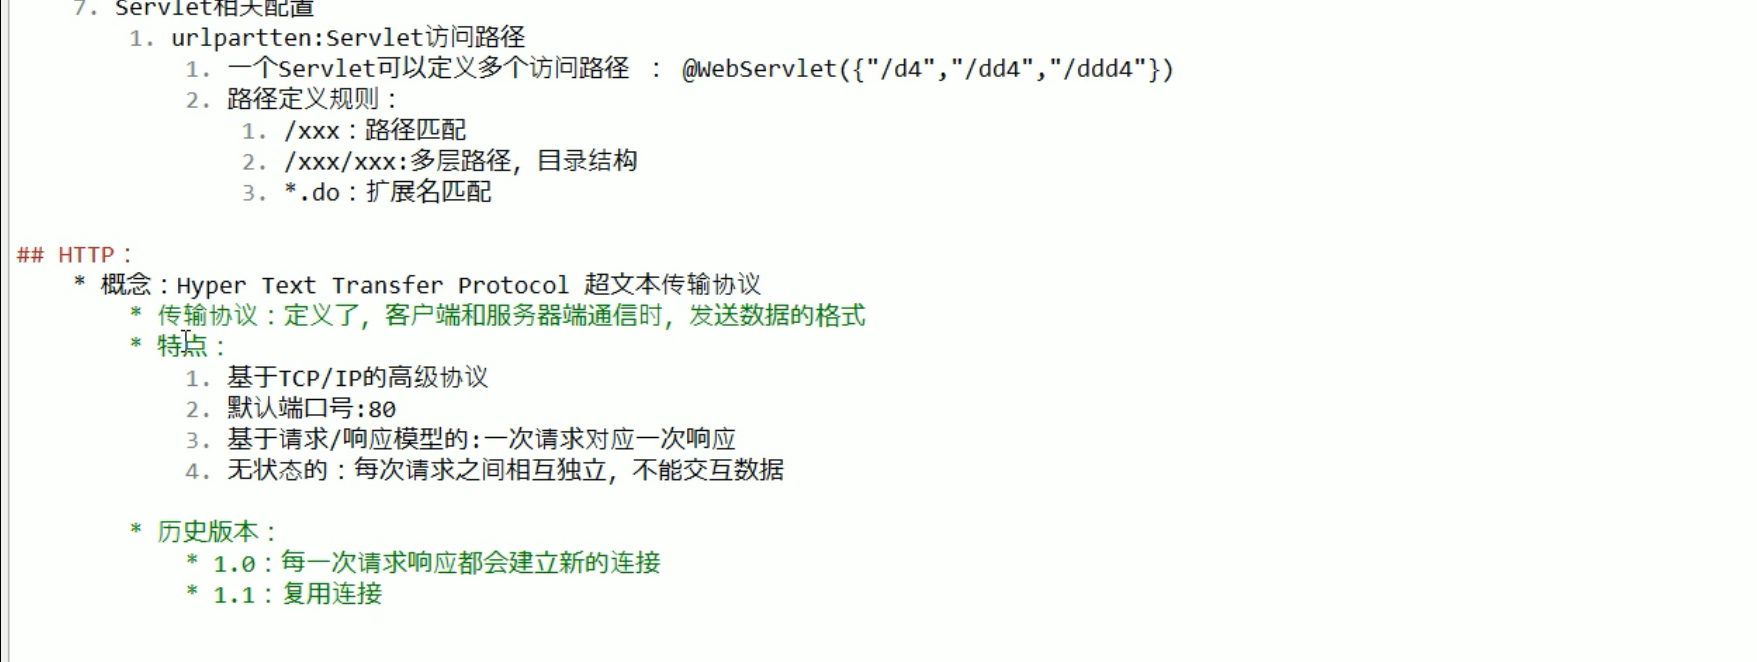 7. Servlet相关配置
1. urlpartten:Servlet访问路径
1. 一个Servlet可以定义多个访问路径 ： @WebServlet({"/d4","/dd4","/ddd4"})
2. 路径定义规则：
1. /xxx：路径匹配
2. /xxx/xxx:多层路径，目录结构
3. *.do：扩展名匹配
## HTTP：
* 概念：Hyper Text Transfer Protocol 超文本传输协议
* 传输协议：定义了，客户端和服务器端通信时，发送数据的格式
* 特点：
1. 基于TCP/IP的高级协议
2. 默认端口号:80
3. 基于请求/响应模型的:一次请求对应一次响应
4. 无状态的：每次请求之间相互独立，不能交互数据
* 历史版本：
* 1.0：每一次请求响应都会建立新的连接
* 1.1：复用连接